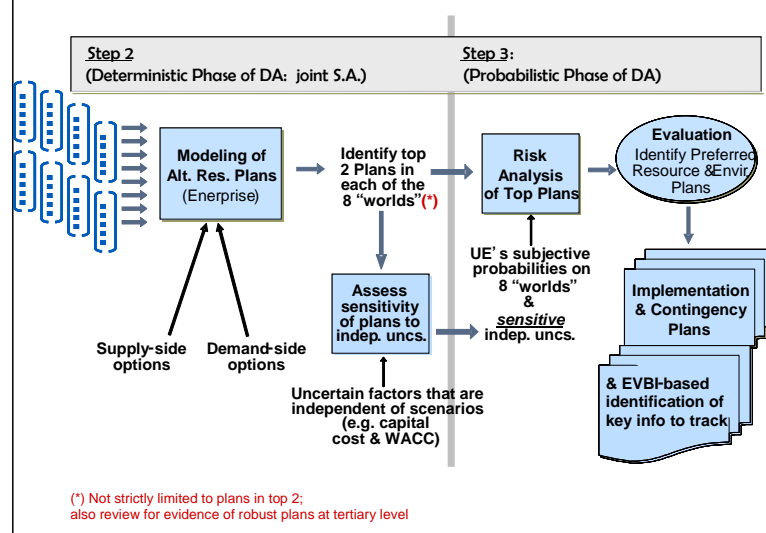 Step 2
(Deterministic Phase of DA: joint S.A.)
Step 3:
(Probabilistic Phase of DA)
Modeling of
Alt. Res. Plans
(Enerprise)
Supply-side
options
Demand-side
options
Identify top
2 Plans in
each of the
8 “worlds”(*)
Assess
sensitivity
of plans to
indep. uncs.
Uncertain factors that are
independent of scenarios
(e.g. capital
cost & WACC)
Risk
Analysis
of Top Plans
UE’s subjective
probabilities on
8 “worlds”
&
sensitive
indep. uncs.
Evaluation
Identify Preferred
Resource &Envir.
Plans
Implementation
& Contingency
Plans
& EVBI-based
identification of
key info to track
(*) Not strictly limited to plans in top 2;
also review for evidence of robust plans at tertiary level